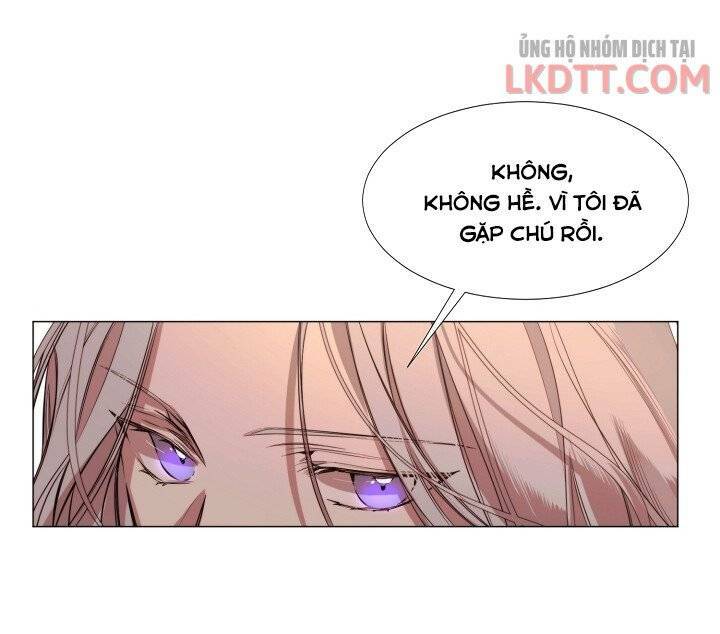 ỦNG HỘ NHÓM DỊCH TẠI
LKDTT.COM
KHÔNG,
KHÔNG HỀ. VÌ TÔI ĐÃ
GẶP CHÚ RỒI.